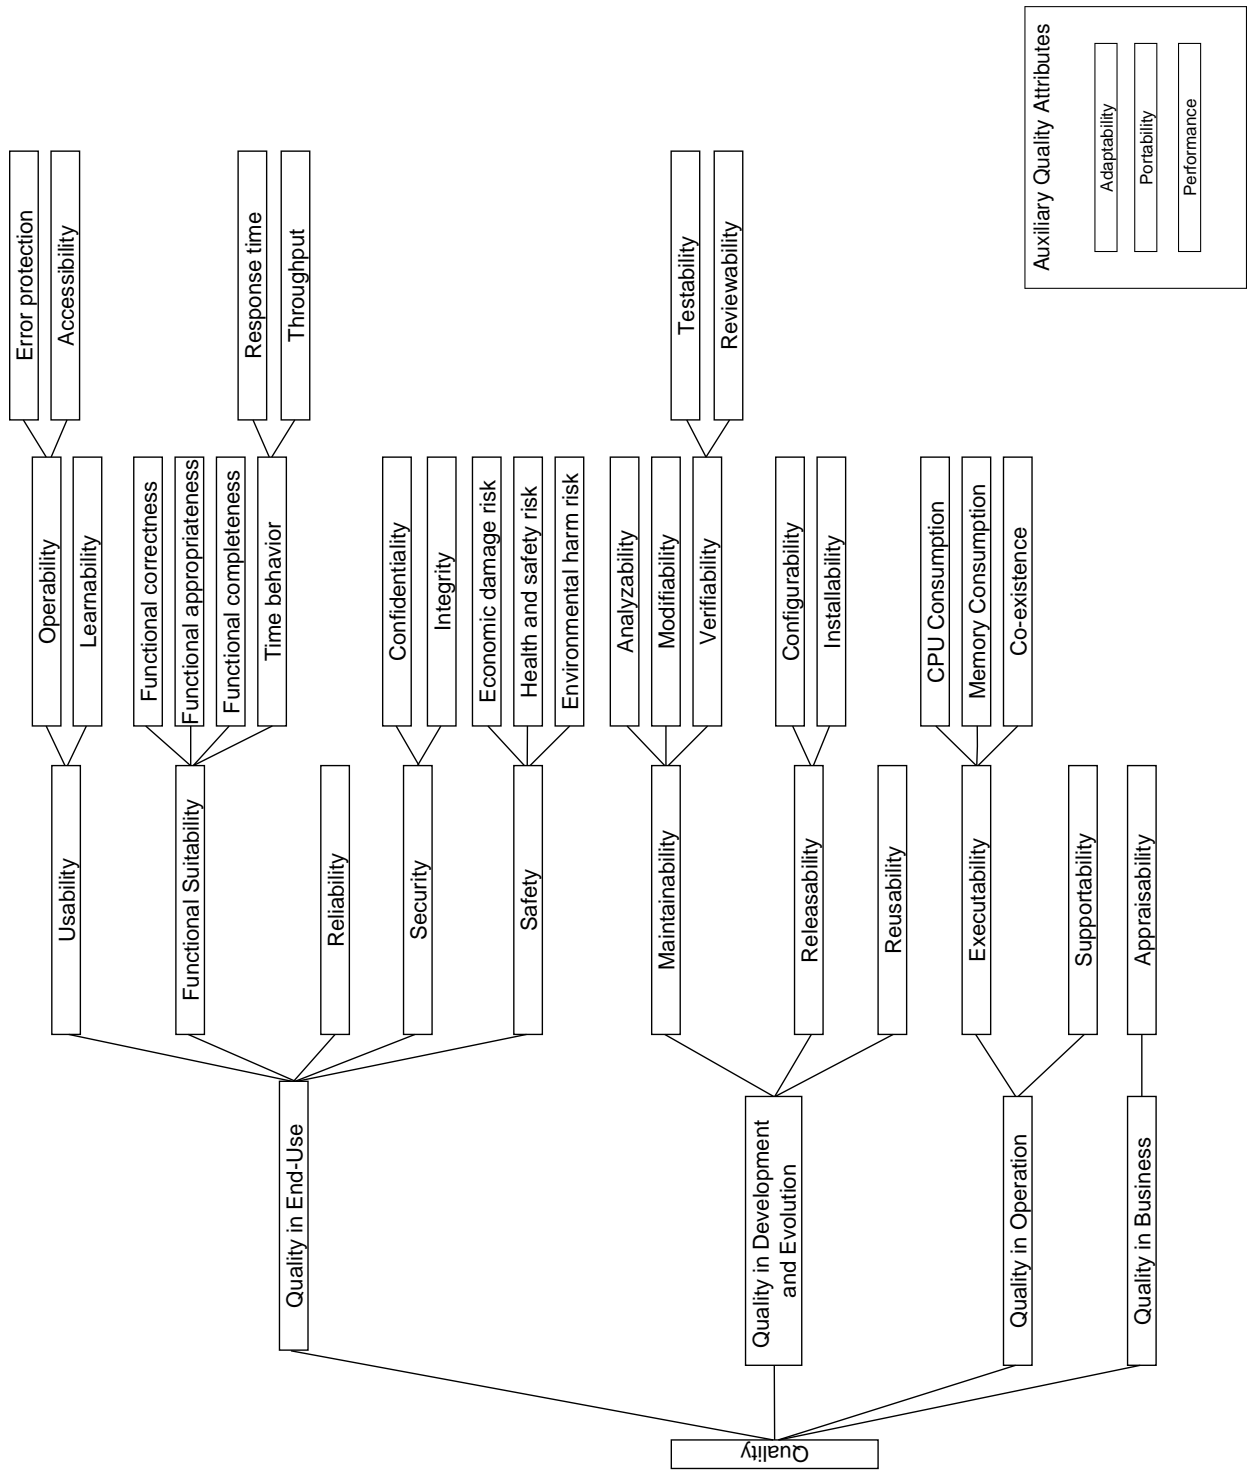 Quality
Quality in End-Use
Usability
Operability
Error protection
Accessibility
Learnability
Functional Suitability
Functional correctness
Functional appropriateness
Functional completeness
Time behavior
Response time
Throughput
Reliability
Security
Confidentiality
Integrity
Safety
Economic damage risk
Health and safety risk
Environmental harm risk
Quality in Development
and Evolution
Maintainability
Analyzability
Modifiability
Verifiability
Testability
Reviewability
Releasability
Configurability
Installability
Reusability
Quality in Operation
Executability
CPU Consumption
Memory Consumption
Co-existence
Supportability
Quality in Business
Appraisability
Auxiliary Quality Attributes
Adaptability
Portability
Performance